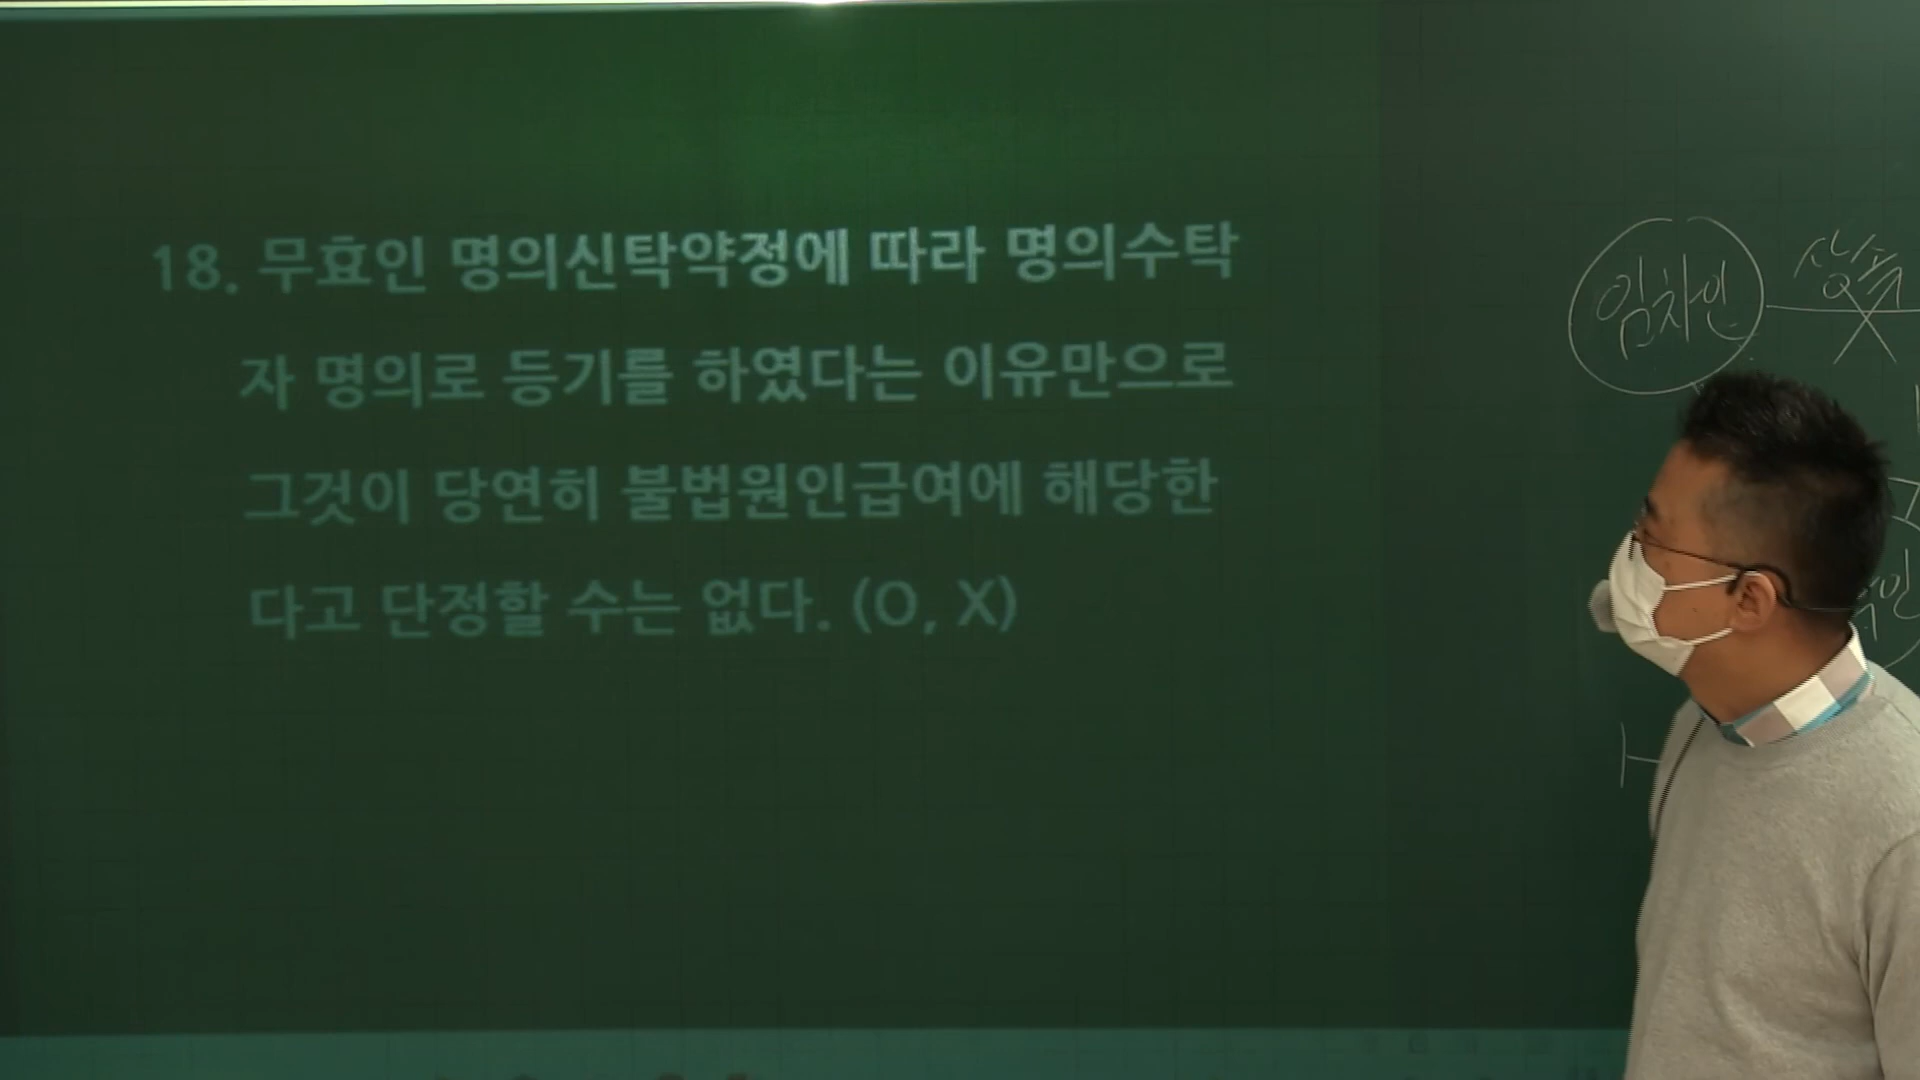 18. 무효인 명의신탁약정에 따라 명의수탁
자 명의로 등기를 하였다는 이유만으로
그것이 당연히 불법원인급여에 해당한
다고 단정할 수는 없다. (O, X)
임차인